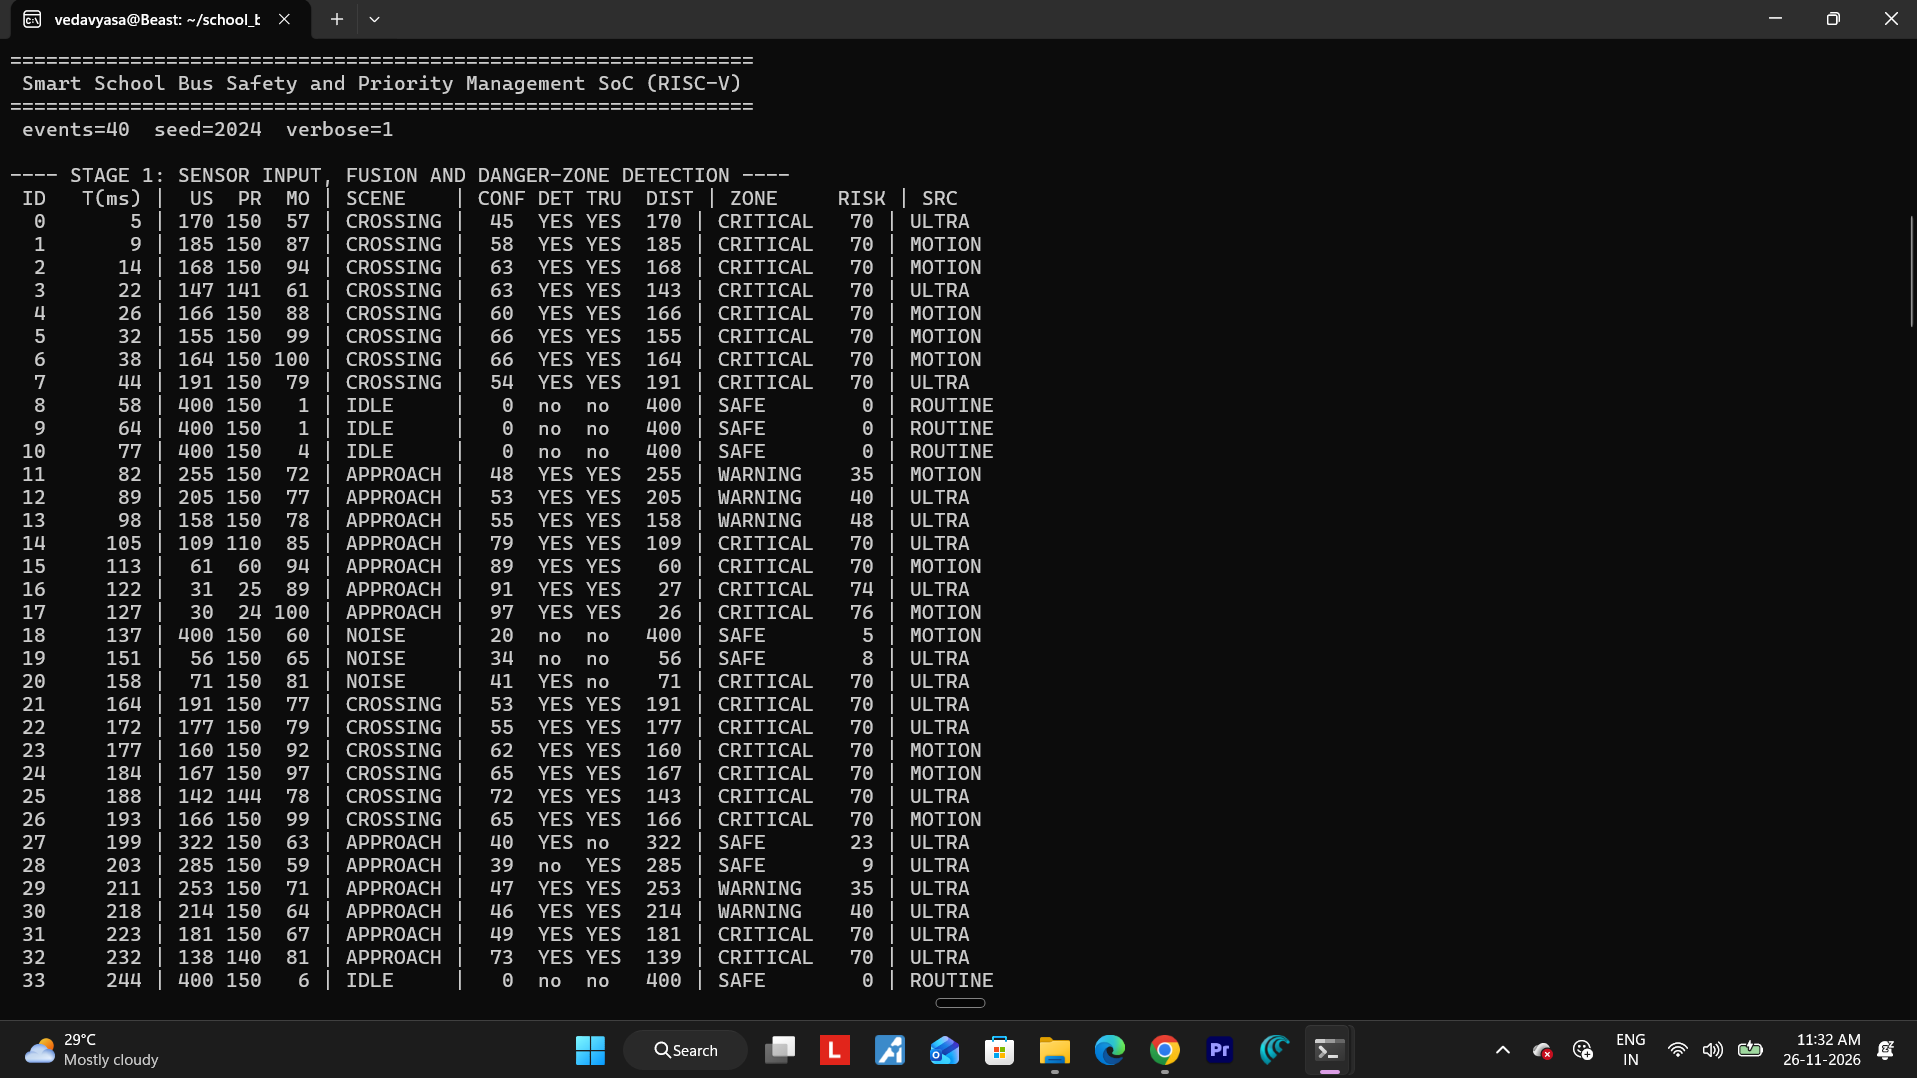 vedavyasa@Beast: ~/school_b
============================================================
Smart School Bus Safety and Priority Management SoC (RISC-V)
============================================================
events=40  seed=2024  verbose=1
---- STAGE 1: SENSOR INPUT, FUSION AND DANGER-ZONE DETECTION ----
ID   T(ms) |  US  PR  MO | SCENE    | CONF DET TRU  DIST | ZONE     RISK | SRC
0       5 | 170 150  57 | CROSSING |  45  YES YES  170 | CRITICAL   70 | ULTRA
1       9 | 185 150  87 | CROSSING |  58  YES YES  185 | CRITICAL   70 | MOTION
2      14 | 168 150  94 | CROSSING |  63  YES YES  168 | CRITICAL   70 | MOTION
3      22 | 147 141  61 | CROSSING |  63  YES YES  143 | CRITICAL   70 | ULTRA
4      26 | 166 150  88 | CROSSING |  60  YES YES  166 | CRITICAL   70 | MOTION
5      32 | 155 150  99 | CROSSING |  66  YES YES  155 | CRITICAL   70 | MOTION
6      38 | 164 150 100 | CROSSING |  66  YES YES  164 | CRITICAL   70 | MOTION
7      44 | 191 150  79 | CROSSING |  54  YES YES  191 | CRITICAL   70 | ULTRA
8      58 | 400 150   1 | IDLE     |   0  no  no   400 | SAFE        0 | ROUTINE
9      64 | 400 150   1 | IDLE     |   0  no  no   400 | SAFE        0 | ROUTINE
10      77 | 400 150   4 | IDLE     |   0  no  no   400 | SAFE        0 | ROUTINE
11      82 | 255 150  72 | APPROACH |  48  YES YES  255 | WARNING    35 | MOTION
12      89 | 205 150  77 | APPROACH |  53  YES YES  205 | WARNING    40 | ULTRA
13      98 | 158 150  78 | APPROACH |  55  YES YES  158 | WARNING    48 | ULTRA
14     105 | 109 110  85 | APPROACH |  79  YES YES  109 | CRITICAL   70 | ULTRA
15     113 |  61  60  94 | APPROACH |  89  YES YES   60 | CRITICAL   70 | MOTION
16     122 |  31  25  89 | APPROACH |  91  YES YES   27 | CRITICAL   74 | ULTRA
17     127 |  30  24 100 | APPROACH |  97  YES YES   26 | CRITICAL   76 | MOTION
18     137 | 400 150  60 | NOISE    |  20  no  no   400 | SAFE        5 | MOTION
19     151 |  56 150  65 | NOISE    |  34  no  no    56 | SAFE        8 | ULTRA
20     158 |  71 150  81 | NOISE    |  41  YES no    71 | CRITICAL   70 | ULTRA
21     164 | 191 150  77 | CROSSING |  53  YES YES  191 | CRITICAL   70 | ULTRA
22     172 | 177 150  79 | CROSSING |  55  YES YES  177 | CRITICAL   70 | ULTRA
23     177 | 160 150  92 | CROSSING |  62  YES YES  160 | CRITICAL   70 | MOTION
24     184 | 167 150  97 | CROSSING |  65  YES YES  167 | CRITICAL   70 | MOTION
25     188 | 142 144  78 | CROSSING |  72  YES YES  143 | CRITICAL   70 | ULTRA
26     193 | 166 150  99 | CROSSING |  65  YES YES  166 | CRITICAL   70 | MOTION
27     199 | 322 150  63 | APPROACH |  40  YES no   322 | SAFE       23 | ULTRA
28     203 | 285 150  59 | APPROACH |  39  no  YES  285 | SAFE        9 | ULTRA
29     211 | 253 150  71 | APPROACH |  47  YES YES  253 | WARNING    35 | ULTRA
30     218 | 214 150  64 | APPROACH |  46  YES YES  214 | WARNING    40 | ULTRA
31     223 | 181 150  67 | APPROACH |  49  YES YES  181 | CRITICAL   70 | ULTRA
32     232 | 138 140  81 | APPROACH |  73  YES YES  139 | CRITICAL   70 | ULTRA
33     244 | 400 150   6 | IDLE     |   0  no  no   400 | SAFE        0 | ROUTINE
29°C
Mostly cloudy
Search
L
Pr
ENG
IN
11:32 AM
26-11-2026